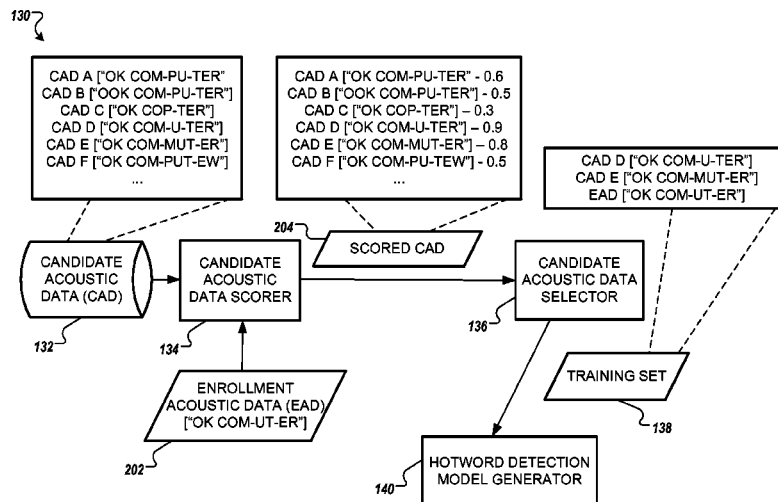 130
CAD A ["OK COM-PU-TER"
CAD B ["OOK COM-PU-TER"]
CAD C ["OK COP-TER"]
CAD D ["OK COM-U-TER"]
CAD E ["OK COM-MUT-ER"]
CAD F ["OK COM-PUT-EW"]
...
CAD A ["OK COM-PU-TER" - 0.6
CAD B ["OOK COM-PU-TER"] - 0.5
CAD C ["OK COP-TER"] – 0.3
CAD D ["OK COM-U-TER"] – 0.9
CAD E ["OK COM-MUT-ER"] – 0.8
CAD F ["OK COM-PU-TEW"] – 0.5
...
CAD D ["OK COM-U-TER"]
CAD E ["OK COM-MUT-ER"]
EAD ["OK COM-UT-ER"]
204
SCORED CAD
CANDIDATE
ACOUSTIC
DATA (CAD)
132
CANDIDATE
ACOUSTIC
DATA SCORER
134
CANDIDATE
ACOUSTIC DATA
SELECTOR
136
ENROLLMENT
ACOUSTIC DATA (EAD)
["OK COM-UT-ER"]
202
TRAINING SET
138
HOTWORD DETECTION
MODEL GENERATOR
140